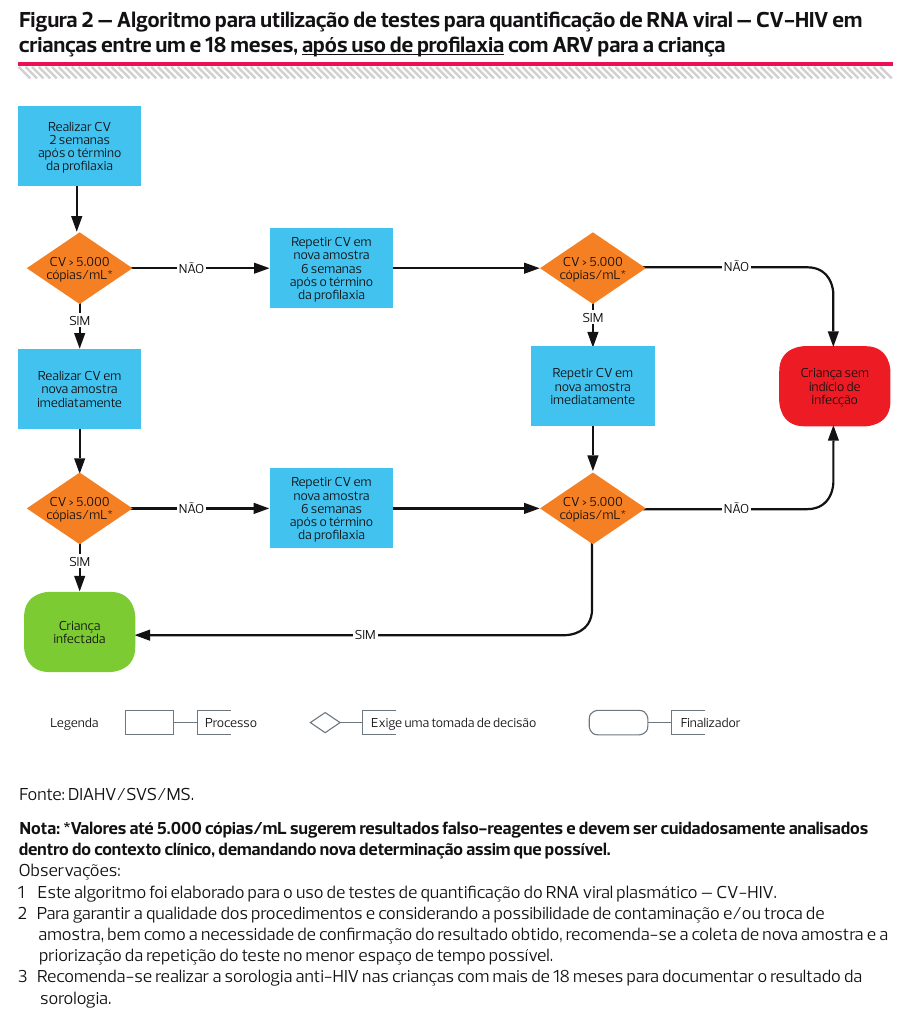 Figura 2 – Algoritmo para utilização de testes para quantificação de RNA viral – CV-HIV em
crianças entre um e 18 meses, após uso de profilaxia com ARV para a criança
Realizar CV
2 semanas
após o término
da profilaxia
CV > 5.000
cópias/mL*
NÃO
Repetir CV em
nova amostra
6 semanas
após o término
da profilaxia
CV > 5.000
cópias/mL*
NÃO
SIM
SIM
Realizar CV em
nova amostra
imediatamente
Repetir CV em
nova amostra
imediatamente
Criança sem
indício de
infecção
CV > 5.000
cópias/mL*
NÃO
Repetir CV em
nova amostra
6 semanas
após o término
da profilaxia
CV > 5.000
cópias/mL*
NÃO
SIM
Criança
infectada
SIM
Legenda
Processo
Exige uma tomada de decisão
Finalizador
Fonte: DIAHV/SVS/MS.
Nota: *Valores até 5.000 cópias/mL sugerem resultados falso-reagentes e devem ser cuidadosamente analisados
dentro do contexto clínico, demandando nova determinação assim que possível.
Observações:
1 Este algoritmo foi elaborado para o uso de testes de quantificação do RNA viral plasmático – CV-HIV.
2 Para garantir a qualidade dos procedimentos e considerando a possibilidade de contaminação e/ou troca de
amostra, bem como a necessidade de confirmação do resultado obtido, recomenda-se a coleta de nova amostra e a
priorização da repetição do teste no menor espaço de tempo possível.
3 Recomenda-se realizar a sorologia anti-HIV nas crianças com mais de 18 meses para documentar o resultado da
sorologia.